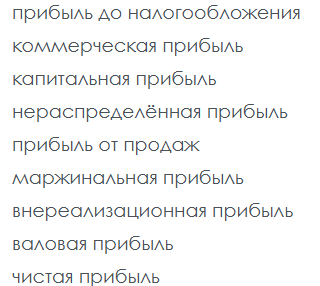 прибыль до налогообложения
коммерческая прибыль
капитальная прибыль
нераспределённая прибыль
прибыль от продаж
маржинальная прибыль
внереализационная прибыль
валовая прибыль
чистая прибыль